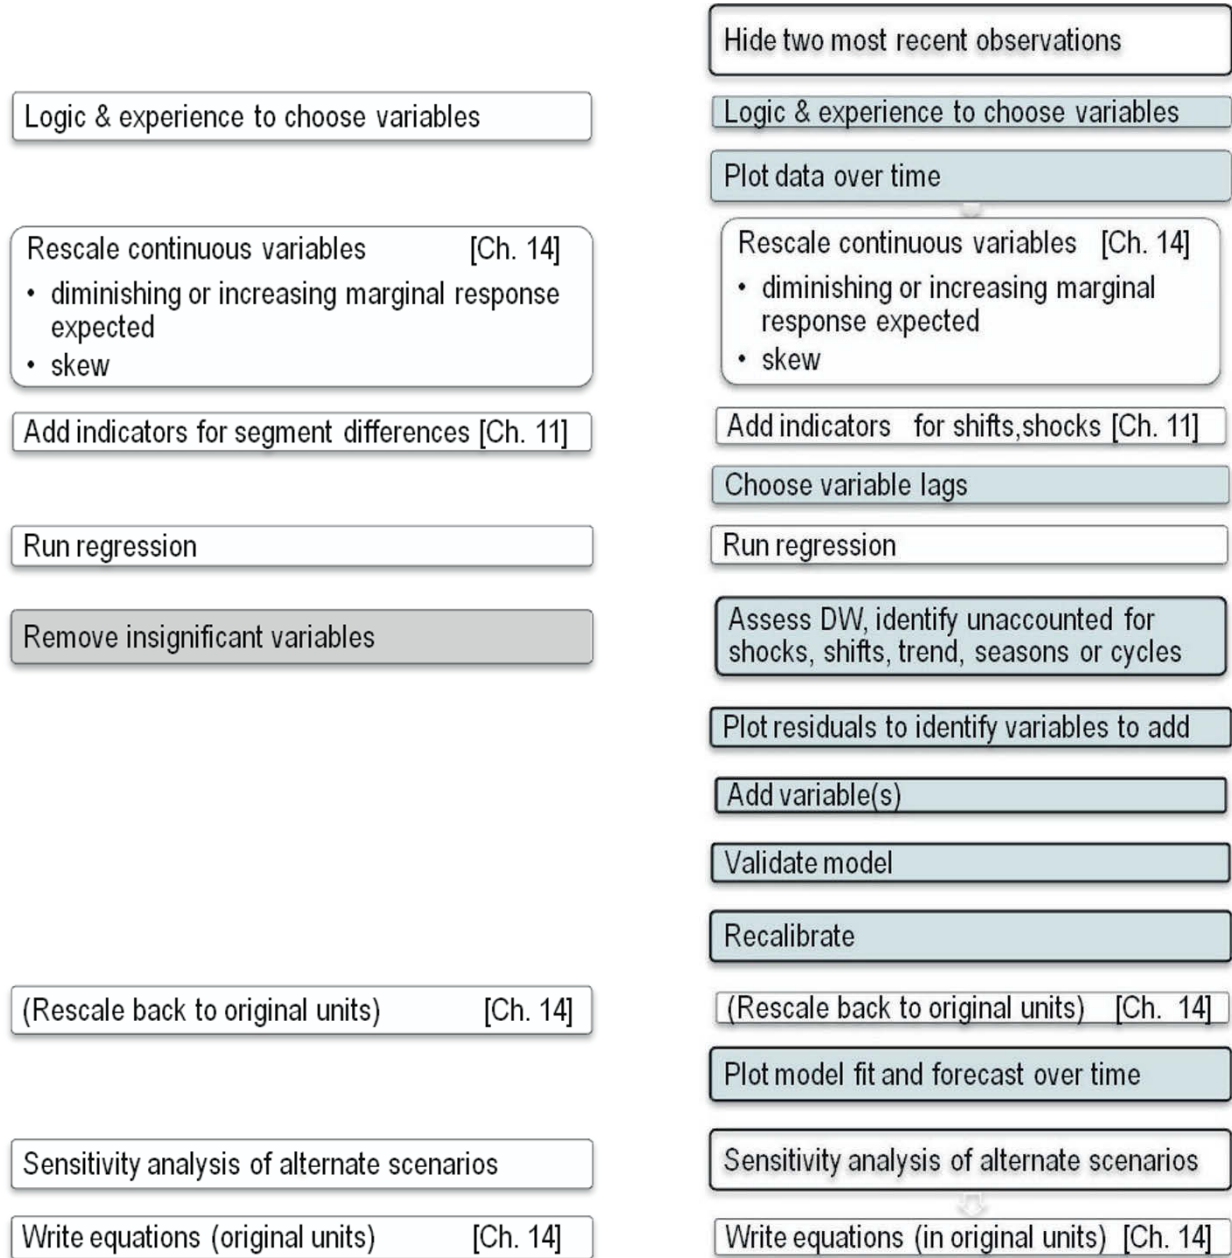 Logic & experience to choose variables
Rescale continuous variables [Ch. 14]
• diminishing or increasing marginal response
expected
• skew
Add indicators for segment differences [Ch. 11]
Run regression
Remove insignificant variables
(Rescale back to original units) [Ch. 14]
Sensitivity analysis of alternate scenarios
Write equations (original units) [Ch. 14]
Hide two most recent observations
Logic & experience to choose variables
Plot data over time
Rescale continuous variables [Ch. 14]
• diminishing or increasing marginal
response expected
• skew
Add indicators for shifts,shocks [Ch. 11]
Choose variable lags
Run regression
Assess DW, identify unaccounted for
shocks, shifts, trend, seasons or cycles
Plot residuals to identify variables to add
Add variable(s)
Validate model
Recalibrate
(Rescale back to original units) [Ch. 14]
Plot model fit and forecast over time
Sensitivity analysis of alternate scenarios
Write equations (in original units) [Ch. 14]